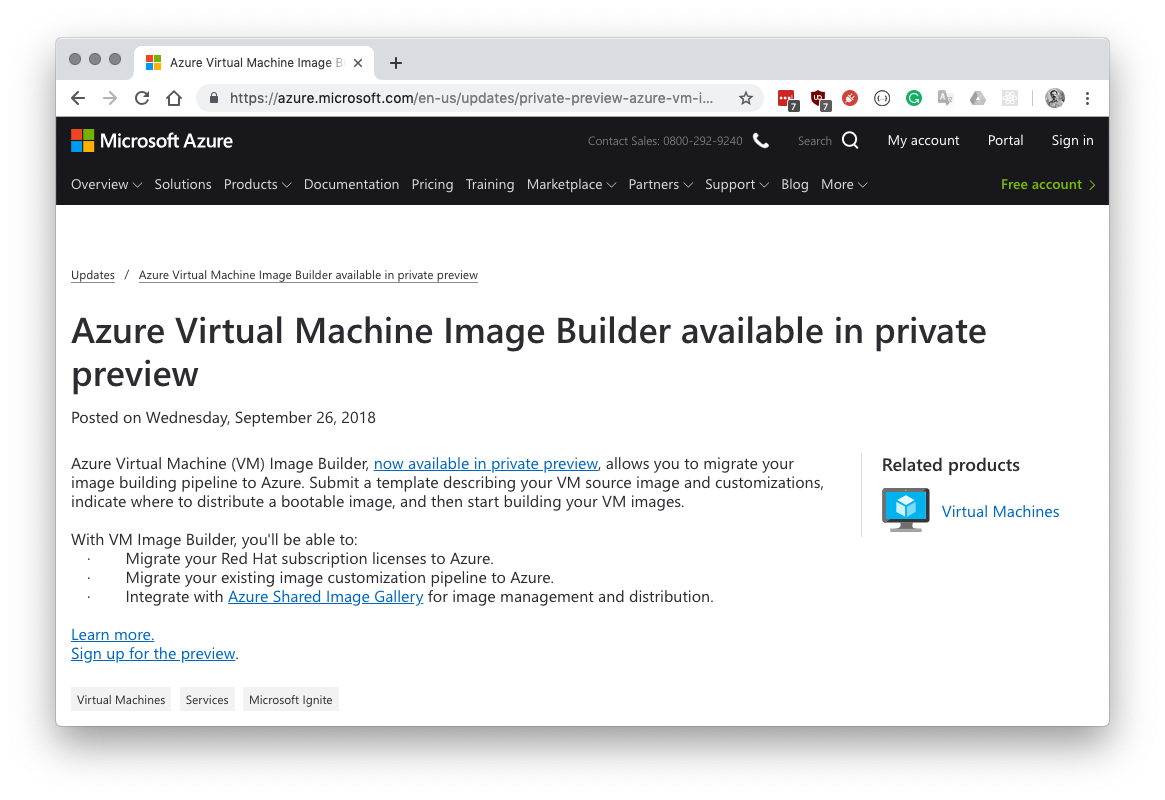 Azure Virtual Machine Image B
https://azure.microsoft.com/en-us/updates/private-preview-azure-vm-i...
7
7
Microsoft Azure
Contact Sales: 0800-292-9240
Search
My account
Portal
Sign in
Overview Solutions Products Documentation Pricing Training Marketplace Partners Support Blog More
Free account
Updates / Azure Virtual Machine Image Builder available in private preview
Azure Virtual Machine Image Builder available in private
preview
Posted on Wednesday, September 26, 2018
Azure Virtual Machine (VM) Image Builder, now available in private preview, allows you to migrate your
image building pipeline to Azure. Submit a template describing your VM source image and customizations,
indicate where to distribute a bootable image, and then start building your VM images.
With VM Image Builder, you'll be able to:
· Migrate your Red Hat subscription licenses to Azure.
· Migrate your existing image customization pipeline to Azure.
· Integrate with Azure Shared Image Gallery for image management and distribution.
Learn more.
Sign up for the preview.
Virtual Machines
Services
Microsoft Ignite
Related products
Virtual Machines